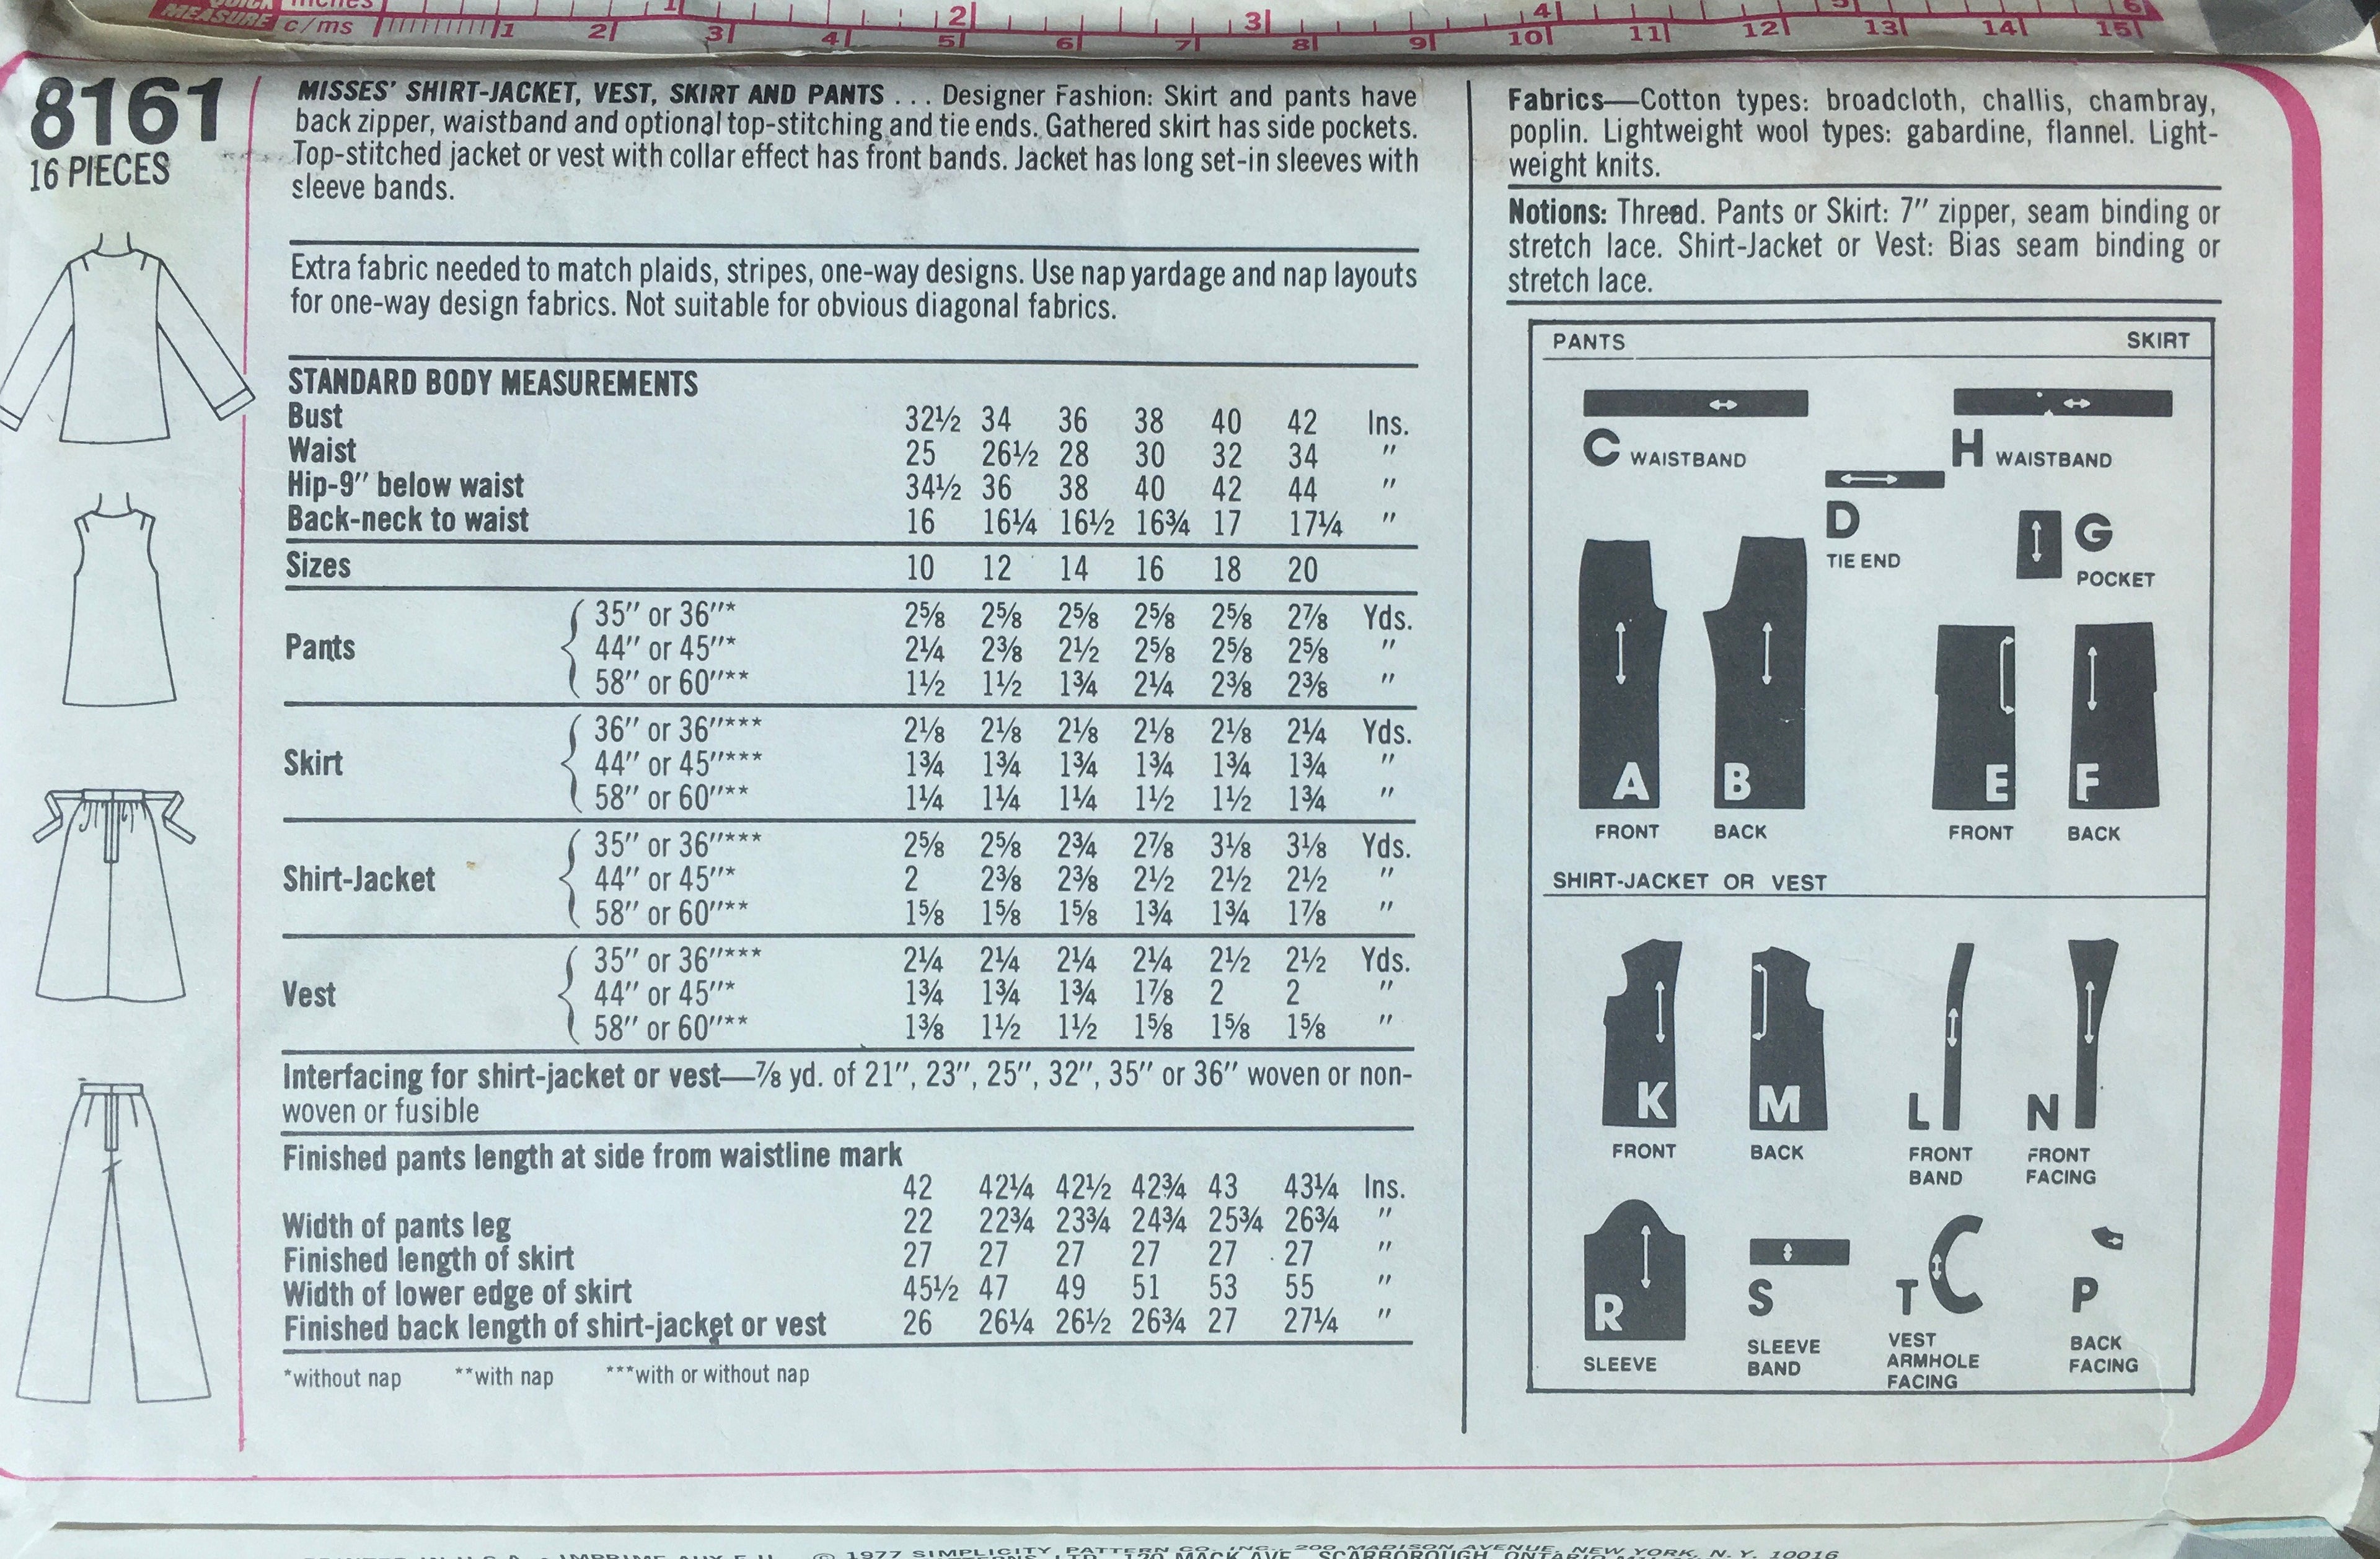 QUICK inches
MEASURE c/ms
1 2 3 4 5 6
1 2 3 4 5 6 7 8 9 10 11 12 13 14 15
8161
16 PIECES
MISSES' SHIRT-JACKET, VEST, SKIRT AND PANTS . . . Designer Fashion: Skirt and pants have
back zipper, waistband and optional top-stitching and tie ends. Gathered skirt has side pockets.
Top-stitched jacket or vest with collar effect has front bands. Jacket has long set-in sleeves with
sleeve bands.
Extra fabric needed to match plaids, stripes, one-way designs. Use nap yardage and nap layouts
for one-way design fabrics. Not suitable for obvious diagonal fabrics.
STANDARD BODY MEASUREMENTS
Bust 32½ 34 36 38 40 42 Ins.
Waist 25 26½ 28 30 32 34 "
Hip-9" below waist 34½ 36 38 40 42 44 "
Back-neck to waist 16 16¼ 16½ 16¾ 17 17¼ "
Sizes 10 12 14 16 18 20
Pants
35" or 36"* 2⅝ 2⅝ 2⅝ 2⅝ 2⅝ 2⅞ Yds.
44" or 45"* 2¼ 2⅜ 2½ 2⅝ 2⅝ 2⅝ "
58" or 60"** 1½ 1½ 1¾ 2¼ 2⅜ 2⅜ "
Skirt
36" or 36"*** 2⅛ 2⅛ 2⅛ 2⅛ 2⅛ 2¼ Yds.
44" or 45"*** 1¾ 1¾ 1¾ 1¾ 1¾ 1¾ "
58" or 60"** 1¼ 1¼ 1¼ 1½ 1½ 1¾ "
Shirt-Jacket
35" or 36"*** 2⅝ 2⅝ 2¾ 2⅞ 3⅛ 3⅛ Yds.
44" or 45"* 2 2⅜ 2⅜ 2½ 2½ 2½ "
58" or 60"** 1⅝ 1⅝ 1⅝ 1¾ 1¾ 1⅞ "
Vest
35" or 36"*** 2¼ 2¼ 2¼ 2¼ 2½ 2½ Yds.
44" or 45"* 1¾ 1¾ 1¾ 1⅞ 2 2 "
58" or 60"** 1⅜ 1½ 1½ 1⅝ 1⅝ 1⅝ "
Interfacing for shirt-jacket or vest—⅞ yd. of 21", 23", 25", 32", 35" or 36" woven or non-
woven or fusible
Finished pants length at side from waistline mark
42 42¼ 42½ 42¾ 43 43¼ Ins.
Width of pants leg 22 22¾ 23¾ 24¾ 25¾ 26¾ "
Finished length of skirt 27 27 27 27 27 27 "
Width of lower edge of skirt 45½ 47 49 51 53 55 "
Finished back length of shirt-jacket or vest 26 26¼ 26½ 26¾ 27 27¼ "
*without nap **with nap ***with or without nap
Fabrics—Cotton types: broadcloth, challis, chambray,
poplin. Lightweight wool types: gabardine, flannel. Light-
weight knits.
Notions: Thread. Pants or Skirt: 7" zipper, seam binding or
stretch lace. Shirt-Jacket or Vest: Bias seam binding or
stretch lace.
PANTS SKIRT
C WAISTBAND H WAISTBAND
D
TIE END
G
POCKET
A B E F
FRONT BACK FRONT BACK
SHIRT-JACKET OR VEST
K M L N
FRONT BACK FRONT BAND FRONT FACING
R S T P
SLEEVE SLEEVE BAND VEST ARMHOLE FACING BACK FACING
© 1977 SIMPLICITY PATTERN CO. INC., 200 MADISON AVENUE, NEW YORK, N. Y. 10016